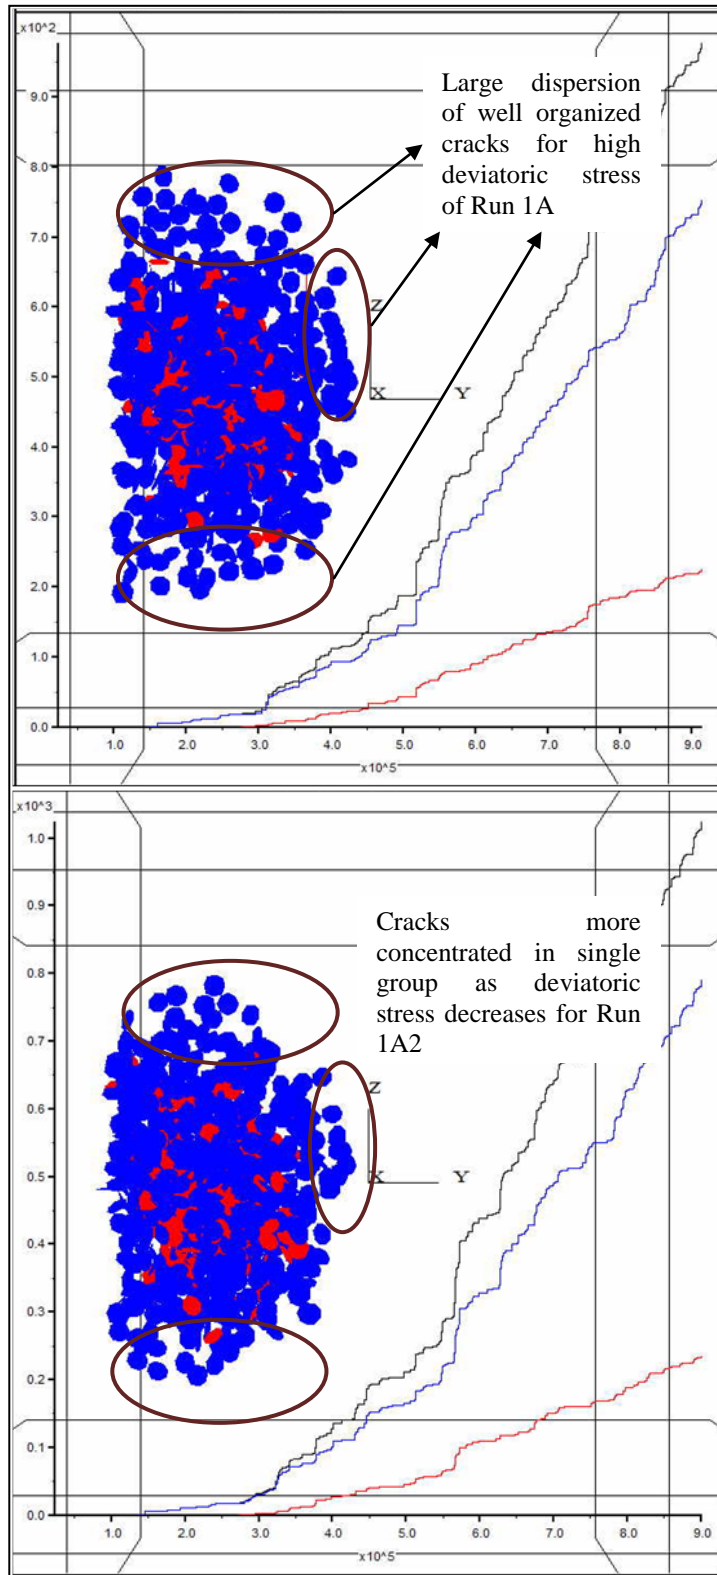 x10^2
9.0
8.0
7.0
6.0
5.0
4.0
3.0
2.0
1.0
0.0
Large dispersion
of well organized
cracks for high
deviatoric stress
of Run 1A
Z
X Y
1.0 2.0 3.0 4.0 5.0 6.0 7.0 8.0 9.0
x10^5
x10^3
1.0
0.9
0.8
0.7
0.6
0.5
0.4
0.3
0.2
0.1
0.0
Cracks more
concentrated in single
group as deviatoric
stress decreases for Run
1A2
Z
X Y
1.0 2.0 3.0 4.0 5.0 6.0 7.0 8.0 9.0
x10^5